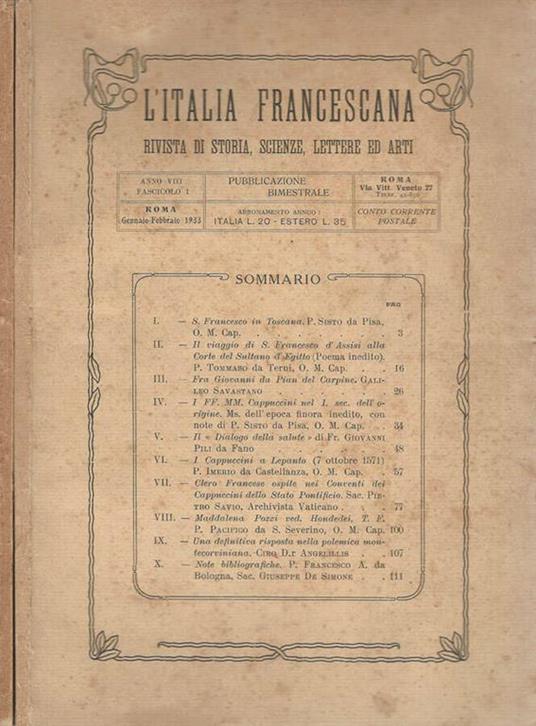 L'ITALIA FRANCESCANA
RIVISTA DI STORIA, SCIENZE, LETTERE ED ARTI
ANNO VIII
FASCICOLO 1
PUBBLICAZIONE
BIMESTRALE
ROMA
Via Vitt. Veneto 27
ROMA
Gennaio-Febbraio 1933
ABBONAMENTO ANNUO:
ITALIA L. 20 - ESTERO L. 35
CONTO CORRENTE
POSTALE
SOMMARIO
PAG
I. — S. Francesco in Toscana. P. SISTO da Pisa,
O. M. Cap. . . . . . . . . 3
II. — Il viaggio di S. Francesco d'Assisi alla
Corte del Sultano d'Egitto (Poema inedito).
P. TOMMASO da Terni, O. M. Cap. . . . 16
III. — Fra Giovanni da Pian del Carpine. GALI-
LEO SAVASTANO . . . . . . . 26
IV. — I FF. MM. Cappuccini nel 1. sec. dell'o-
rigine. Ms. dell'epoca finora inedito, con
note di P. SISTO da Pisa, O. M. Cap. . . 34
V. — Il « Dialogo della salute » di Fr. GIOVANNI
PILI da Fano . . . . . . . 48
VI. — I Cappuccini a Lepanto (7 ottobre 1571)
P. IMERIO da Castellanza, O. M. Cap. . . 57
VII. — Clero Francese ospite nei Conventi dei
Cappuccini dello Stato Pontificio. Sac. PIE-
TRO SAVIO, Archivista Vaticano . . . . 77
VIII. — Maddalena Pozzi ved. Hondedei, T. F.
P. PACIFICO da S. Severino, O. M. Cap. 100
IX. — Una definitiva risposta nella polemica mon-
tecorviniana. CIRO D.r ANGELILLIS . . 107
X. — Note bibliografiche. P. FRANCESCO A. da
Bologna, Sac. GIUSEPPE DE SIMONE . . 111